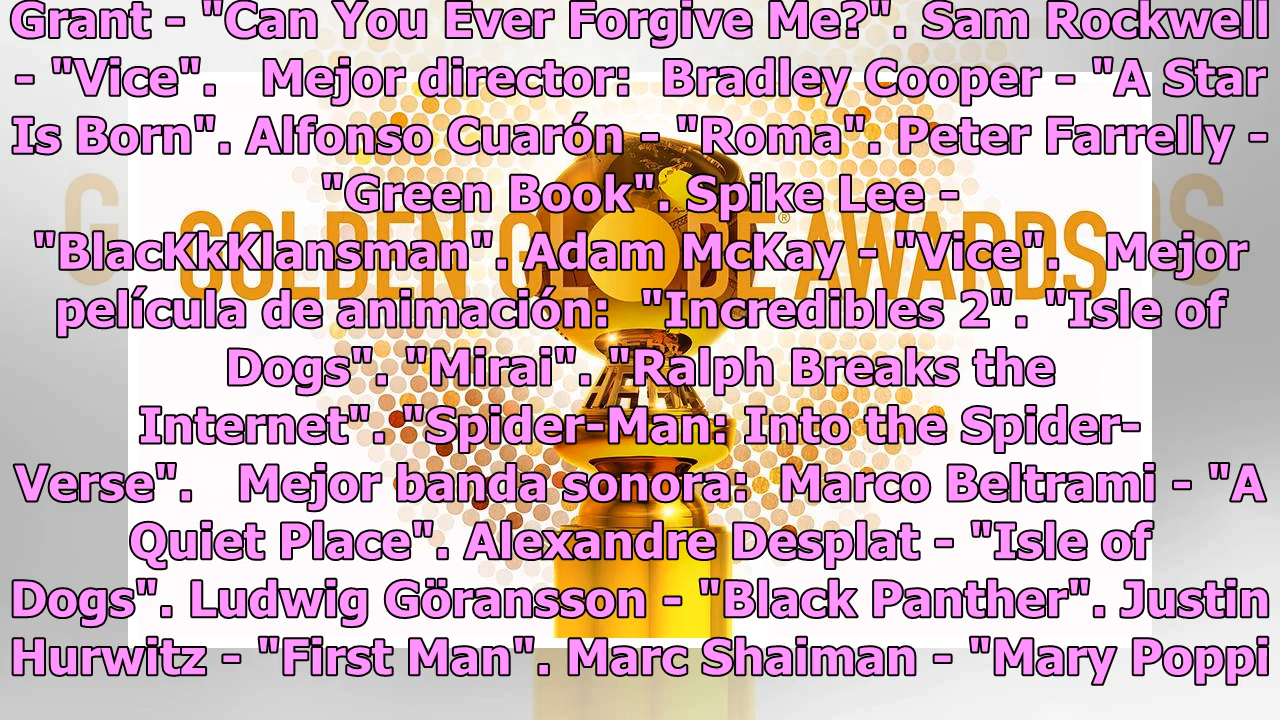 Grant - "Can You Ever Forgive Me?". Sam Rockwell
- "Vice".   Mejor director:  Bradley Cooper - "A Star
Is Born". Alfonso Cuarón - "Roma". Peter Farrelly -
"Green Book". Spike Lee -
"BlacKkKlansman". Adam McKay - "Vice".   Mejor
película de animación:  "Incredibles 2". "Isle of
Dogs". "Mirai". "Ralph Breaks the
Internet". "Spider-Man: Into the Spider-
Verse".   Mejor banda sonora:  Marco Beltrami - "A
Quiet Place". Alexandre Desplat - "Isle of
Dogs". Ludwig Göransson - "Black Panther". Justin
Hurwitz - "First Man". Marc Shaiman - "Mary Poppi
GOLDEN GLOBE® AWARDS